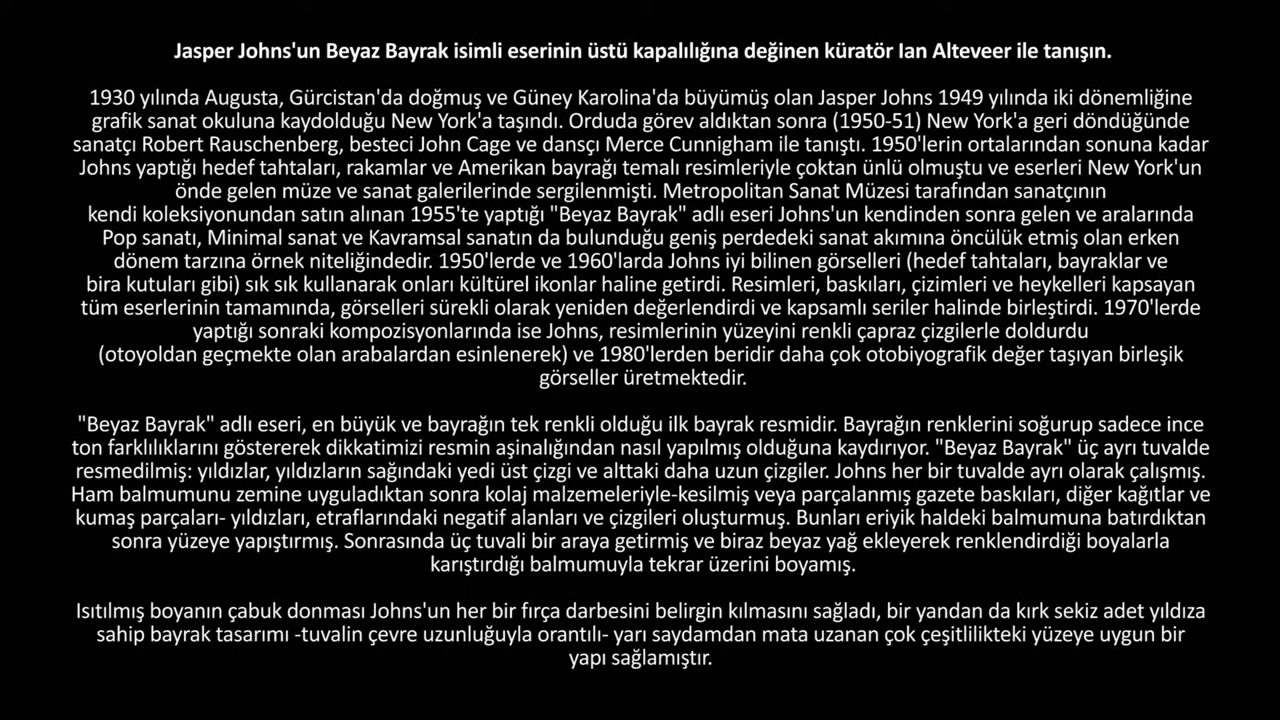 Jasper Johns'un Beyaz Bayrak isimli eserinin üstü kapalılığına değinen küratör Ian Alteveer ile tanışın.
1930 yılında Augusta, Gürcistan'da doğmuş ve Güney Karolina'da büyümüş olan Jasper Johns 1949 yılında iki dönemliğine
grafik sanat okuluna kaydolduğu New York'a taşındı. Orduda görev aldıktan sonra (1950-51) New York'a geri döndüğünde
sanatçı Robert Rauschenberg, besteci John Cage ve dansçı Merce Cunnigham ile tanıştı. 1950'lerin ortalarından sonuna kadar
Johns yaptığı hedef tahtaları, rakamlar ve Amerikan bayrağı temalı resimleriyle çoktan ünlü olmuştu ve eserleri New York'un
önde gelen müze ve sanat galerilerinde sergilenmişti. Metropolitan Sanat Müzesi tarafından sanatçının
kendi koleksiyonundan satın alınan 1955'te yaptığı "Beyaz Bayrak" adlı eseri Johns'un kendinden sonra gelen ve aralarında
Pop sanatı, Minimal sanat ve Kavramsal sanatın da bulunduğu geniş perdedeki sanat akımına öncülük etmiş olan erken
dönem tarzına örnek niteliğindedir. 1950'lerde ve 1960'larda Johns iyi bilinen görselleri (hedef tahtaları, bayraklar ve
bira kutuları gibi) sık sık kullanarak onları kültürel ikonlar haline getirdi. Resimleri, baskıları, çizimleri ve heykelleri kapsayan
tüm eserlerinin tamamında, görselleri sürekli olarak yeniden değerlendirdi ve kapsamlı seriler halinde birleştirdi. 1970'lerde
yaptığı sonraki kompozisyonlarında ise Johns, resimlerinin yüzeyini renkli çapraz çizgilerle doldurdu
(otoyoldan geçmekte olan arabalardan esinlenerek) ve 1980'lerden beridir daha çok otobiyografik değer taşıyan birleşik
görseller üretmektedir.
"Beyaz Bayrak" adlı eseri, en büyük ve bayrağın tek renkli olduğu ilk bayrak resmidir. Bayrağın renklerini soğurup sadece ince
ton farklılıklarını göstererek dikkatimizi resmin aşinalığından nasıl yapılmış olduğuna kaydırıyor. "Beyaz Bayrak" üç ayrı tuvalde
resmedilmiş: yıldızlar, yıldızların sağındaki yedi üst çizgi ve alttaki daha uzun çizgiler. Johns her bir tuvalde ayrı olarak çalışmış.
Ham balmumunu zemine uyguladıktan sonra kolaj malzemeleriyle-kesilmiş veya parçalanmış gazete baskıları, diğer kağıtlar ve
kumaş parçaları- yıldızları, etraflarındaki negatif alanları ve çizgileri oluşturmuş. Bunları eriyik haldeki balmumuna batırdıktan
sonra yüzeye yapıştırmış. Sonrasında üç tuvali bir araya getirmiş ve biraz beyaz yağ ekleyerek renklendirdiği boyalarla
karıştırdığı balmumuyla tekrar üzerini boyamış.
Isıtılmış boyanın çabuk donması Johns'un her bir fırça darbesini belirgin kılmasını sağladı, bir yandan da kırk sekiz adet yıldıza
sahip bayrak tasarımı -tuvalin çevre uzunluğuyla orantılı- yarı saydamdan mata uzanan çok çeşitlilikteki yüzeye uygun bir
yapı sağlamıştır.